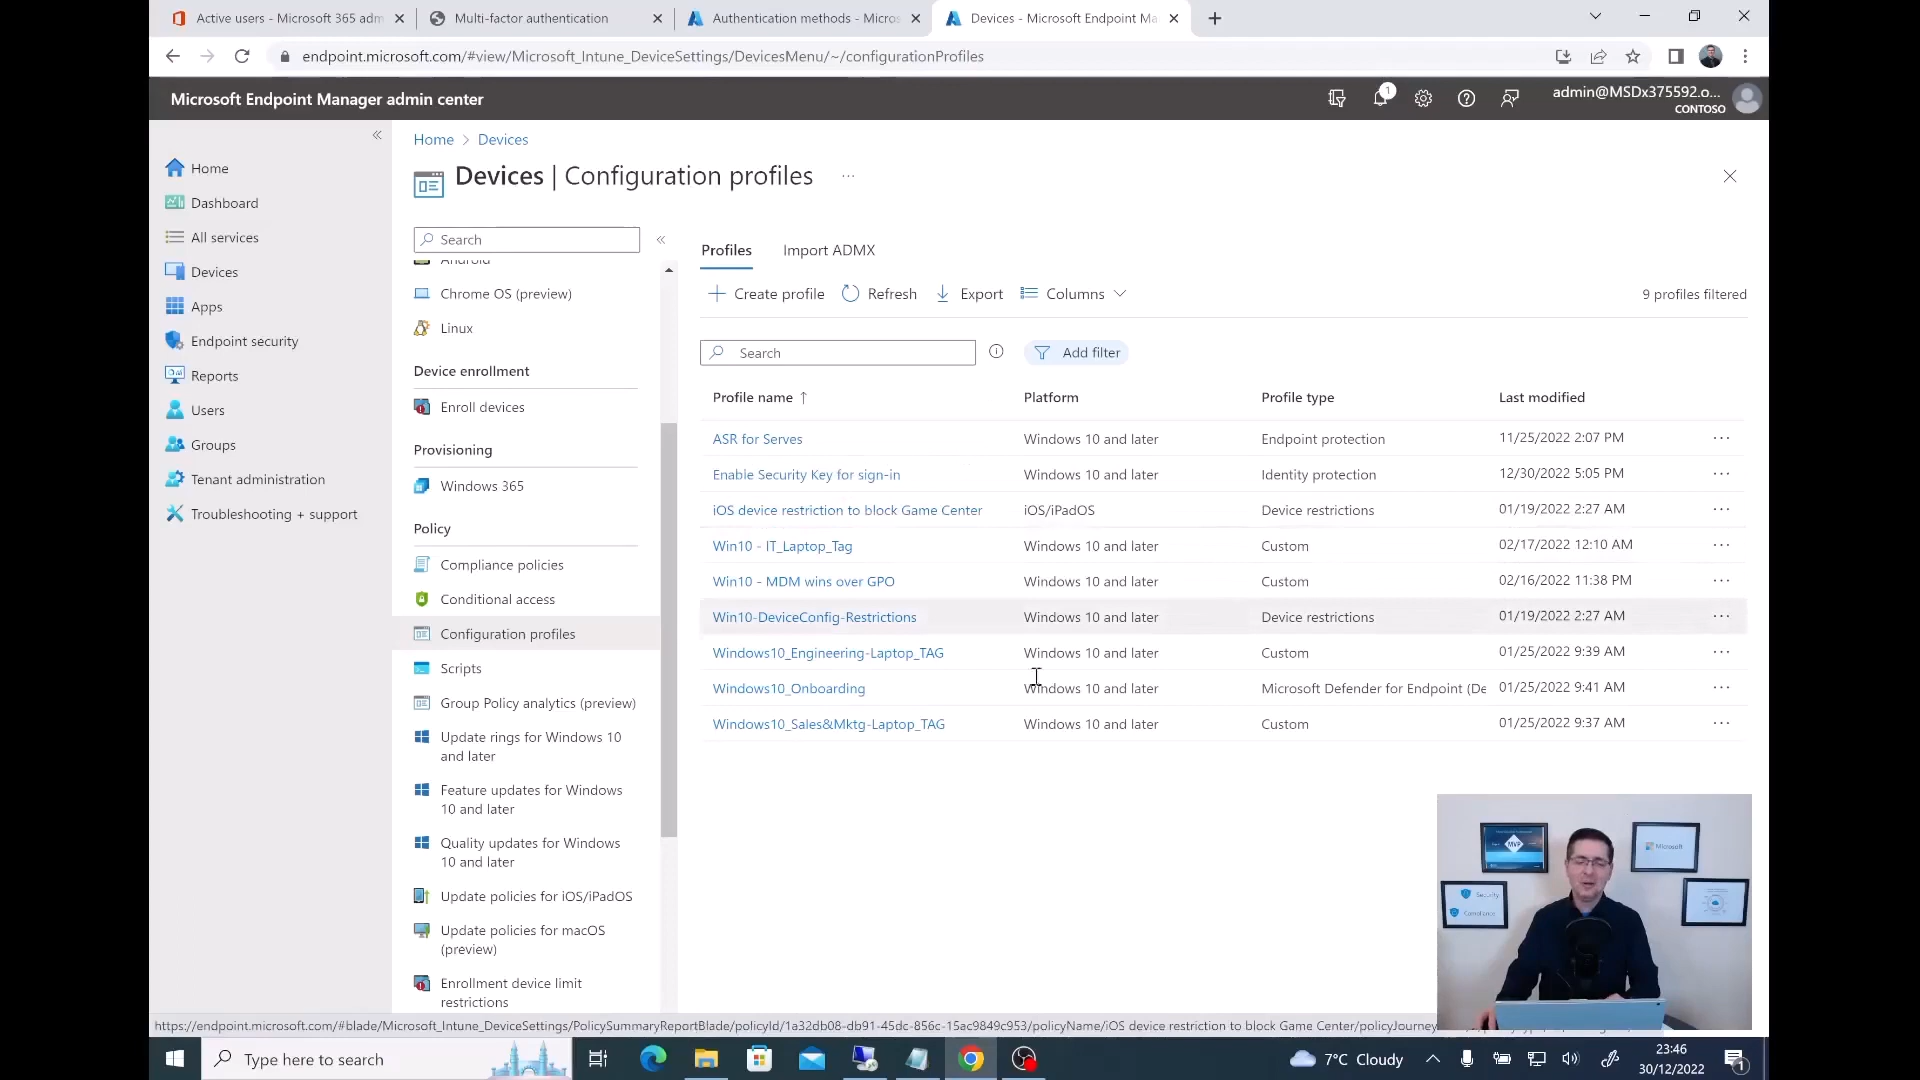 Active users - Microsoft 365 adm
Multi-factor authentication
Authentication methods - Micros
Devices - Microsoft Endpoint Ma
endpoint.microsoft.com/#view/Microsoft_Intune_DeviceSettings/DevicesMenu/~/configurationProfiles
Microsoft Endpoint Manager admin center
1
admin@MSDx375592.o...
CONTOSO
Home
Dashboard
All services
Devices
Apps
Endpoint security
Reports
Users
Groups
Tenant administration
Troubleshooting + support
Home > Devices
Devices | Configuration profiles
...
Search
Android
Chrome OS (preview)
Linux
Device enrollment
Enroll devices
Provisioning
Windows 365
Policy
Compliance policies
Conditional access
Configuration profiles
Scripts
Group Policy analytics (preview)
Update rings for Windows 10
and later
Feature updates for Windows
10 and later
Quality updates for Windows
10 and later
Update policies for iOS/iPadOS
Update policies for macOS
(preview)
Enrollment device limit
restrictions
Profiles
Import ADMX
Create profile
Refresh
Export
Columns
9 profiles filtered
Search
Add filter
Profile name ↑ Platform Profile type Last modified
ASR for Serves Windows 10 and later Endpoint protection 11/25/2022 2:07 PM ...
Enable Security Key for sign-in Windows 10 and later Identity protection 12/30/2022 5:05 PM ...
iOS device restriction to block Game Center iOS/iPadOS Device restrictions 01/19/2022 2:27 AM ...
Win10 - IT_Laptop_Tag Windows 10 and later Custom 02/17/2022 12:10 AM ...
Win10 - MDM wins over GPO Windows 10 and later Custom 02/16/2022 11:38 PM ...
Win10-DeviceConfig-Restrictions Windows 10 and later Device restrictions 01/19/2022 2:27 AM ...
Windows10_Engineering-Laptop_TAG Windows 10 and later Custom 01/25/2022 9:39 AM ...
Windows10_Onboarding Windows 10 and later Microsoft Defender for Endpoint (De 01/25/2022 9:41 AM ...
Windows10_Sales&Mktg-Laptop_TAG Windows 10 and later Custom 01/25/2022 9:37 AM ...
MVP
Microsoft
Security
Compliance
https://endpoint.microsoft.com/#blade/Microsoft_Intune_DeviceSettings/PolicySummaryReportBlade/policyId/1a32db08-db91-45dc-856c-15ac9849c953/policyName/iOS device restriction to block Game Center/policyJourney
Type here to search
7°C Cloudy
23:46
30/12/2022
1